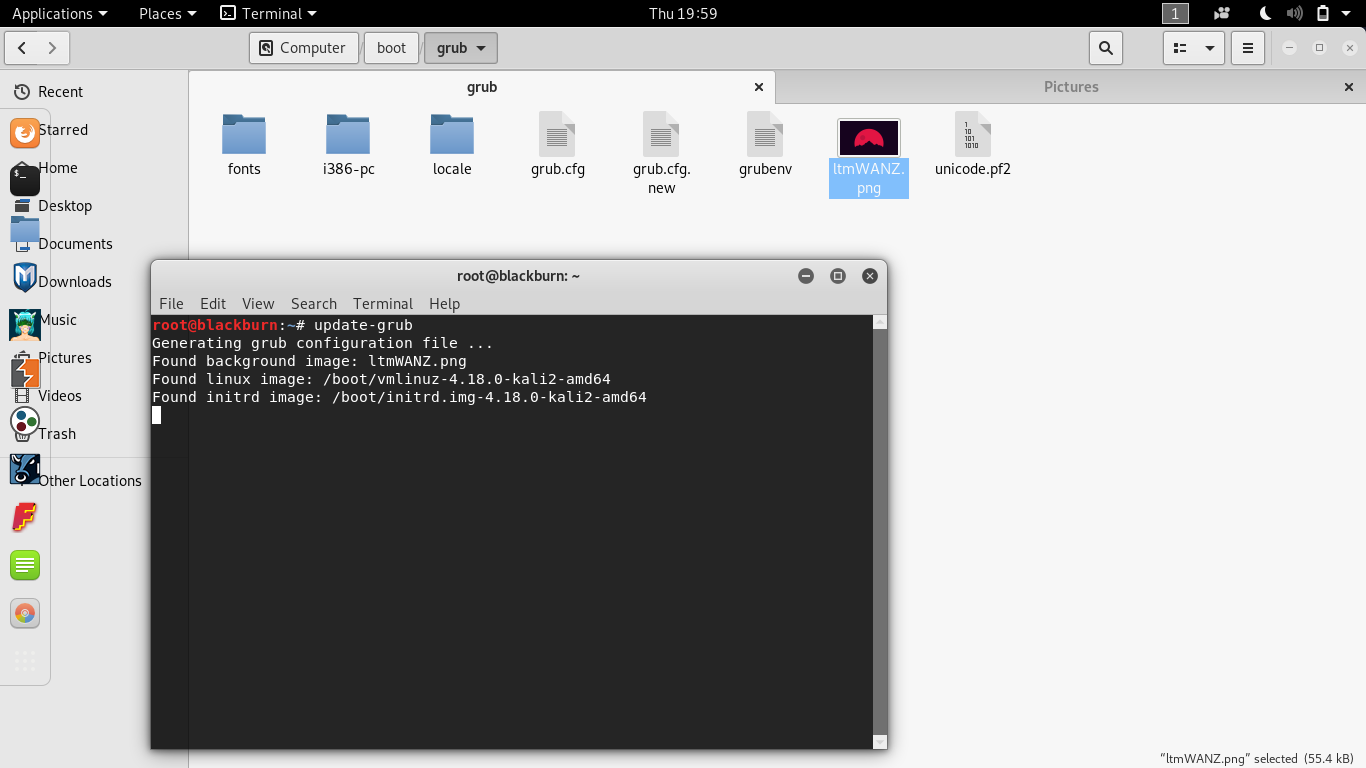 Applications Places Terminal Thu 19:59 1
Computer boot grub
grub Pictures
Recent
Starred
Home
Desktop
Documents
Downloads
Music
Pictures
Videos
Trash
Other Locations
fonts i386-pc locale grub.cfg grub.cfg. grubenv ltmWANZ. unicode.pf2
new png
1
10
101
1010
$_
root@blackburn: ~
File Edit View Search Terminal Help
root@blackburn:~# update-grub
Generating grub configuration file ...
Found background image: ltmWANZ.png
Found linux image: /boot/vmlinuz-4.18.0-kali2-amd64
Found initrd image: /boot/initrd.img-4.18.0-kali2-amd64
“ltmWANZ.png” selected (55.4 kB)